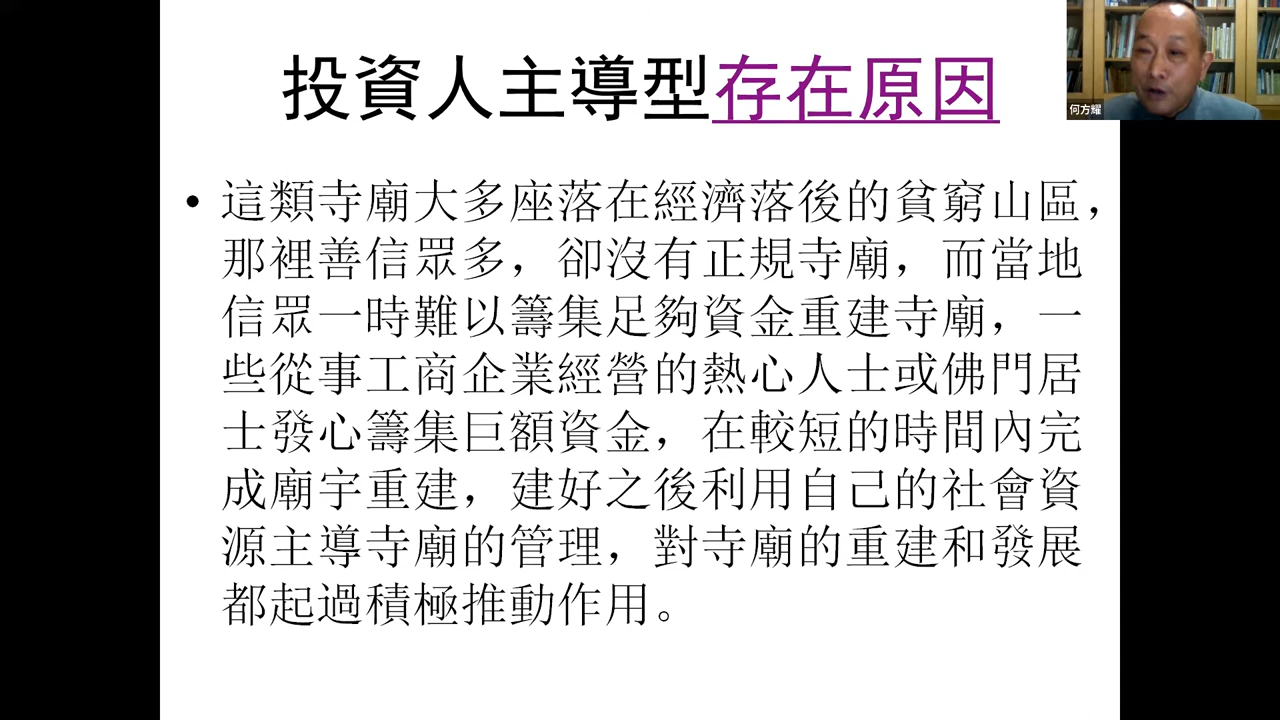 投資人主導型存在原因
何方耀
• 這類寺廟大多座落在經濟落後的貧窮山區，
那裡善信眾多，卻沒有正規寺廟，而當地
信眾一時難以籌集足夠資金重建寺廟，一
些從事工商企業經營的熱心人士或佛門居
士發心籌集巨額資金，在較短的時間內完
成廟宇重建，建好之後利用自己的社會資
源主導寺廟的管理，對寺廟的重建和發展
都起過積極推動作用。